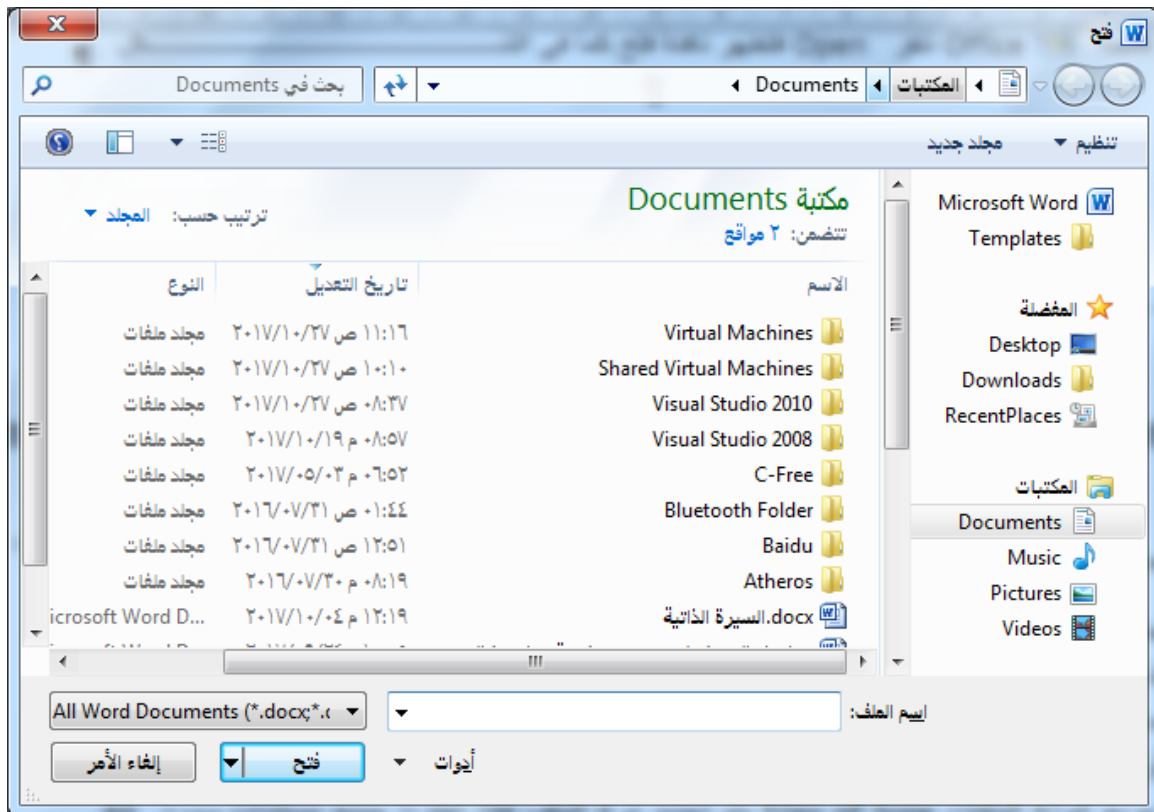 فتح
المكتبات Documents بحث في Documents
تنظيم مجلد جديد
Microsoft Word
Templates
المفضلة
Desktop
Downloads
RecentPlaces
المكتبات
Documents
Music
Pictures
Videos
مكتبة Documents
تتضمن: ٢ مواقع
ترتيب حسب: المجلد
الاسم تاريخ التعديل النوع
Virtual Machines ٢٠١٧/١٠/٢٧ ١١:١٦ ص مجلد ملفات
Shared Virtual Machines ٢٠١٧/١٠/٢٧ ١٠:١٠ ص مجلد ملفات
Visual Studio 2010 ٢٠١٧/١٠/٢٧ ٠٨:٣٧ ص مجلد ملفات
Visual Studio 2008 ٢٠١٧/١٠/١٩ ٠٨:٥٧ م مجلد ملفات
C-Free ٢٠١٧/٠٥/٠٣ ٠٦:٥٢ م مجلد ملفات
Bluetooth Folder ٢٠١٦/٠٧/٣١ ٠١:٤٤ ص مجلد ملفات
Baidu ٢٠١٦/٠٧/٣١ ١٢:٥١ ص مجلد ملفات
Atheros ٢٠١٦/٠٧/٣٠ ٠٨:١٩ م مجلد ملفات
السيرة الذاتية.docx ٢٠١٧/١٠/٠٤ ١٢:١٩ م icrosoft Word D...
اسم الملف: All Word Documents (*.docx;*.c
أدوات فتح إلغاء الأمر